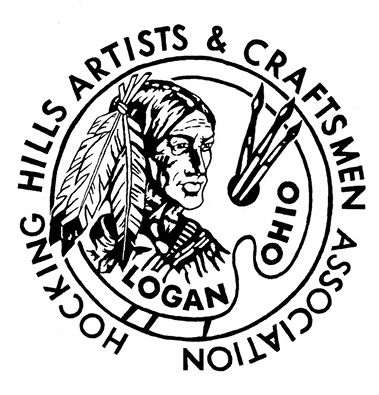 HOCKING HILLS ARTISTS & CRAFTSMEN ASSOCIATION
LOGAN
OHIO